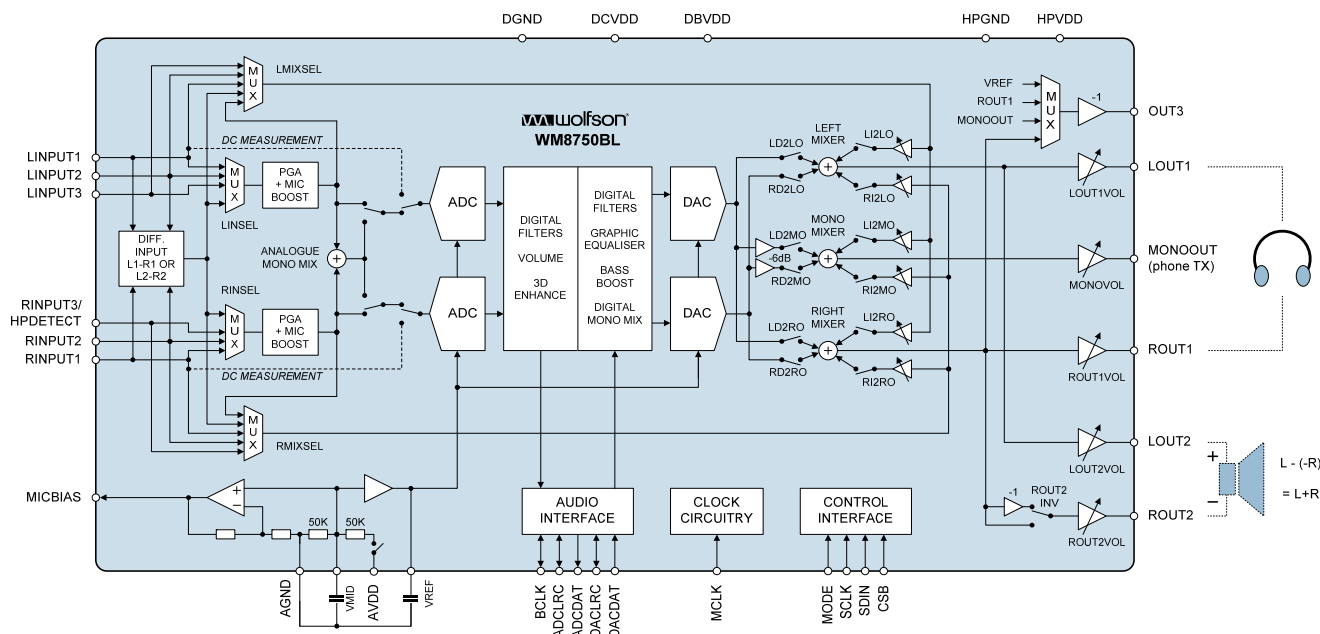 DGND
DCVDD
DBVDD
HPGND
HPVDD
MUX
LMIXSEL
DC MEASUREMENT
wolfson
WM8750BL
VREF
ROUT1
MONOOUT
MUX
-1
OUT3
LINPUT1
LINPUT2
LINPUT3
MUX
LINSEL
PGA
+ MIC
BOOST
ADC
DIGITAL
FILTERS
VOLUME
3D
ENHANCE
DIGITAL
FILTERS
GRAPHIC
EQUALISER
BASS
BOOST
DIGITAL
MONO MIX
DAC
LEFT
MIXER
LD2LO
RD2LO
LI2LO
RI2LO
LOUT1
LOUT1VOL
DIFF.
INPUT
L1-R1 OR
L2-R2
ANALOGUE
MONO MIX
MONO
MIXER
LD2MO
-6dB
RD2MO
LI2MO
RI2MO
MONOOUT
(phone TX)
MONOVOL
RINPUT3/
HPDETECT
RINPUT2
RINPUT1
RINSEL
MUX
PGA
+ MIC
BOOST
DC MEASUREMENT
ADC
DAC
RIGHT
MIXER
LD2RO
RD2RO
LI2RO
RI2RO
ROUT1
ROUT1VOL
MUX
RMIXSEL
LOUT2
LOUT2VOL
+
−
L - (-R)
= L+R
-1
ROUT2
INV
ROUT2
ROUT2VOL
MICBIAS
+
−
50K
50K
AUDIO
INTERFACE
CLOCK
CIRCUITRY
CONTROL
INTERFACE
AGND
VMID
AVDD
VREF
BCLK
ADCLRC
ADCDAT
DACLRC
DACDAT
MCLK
MODE
SCLK
SDIN
CSB